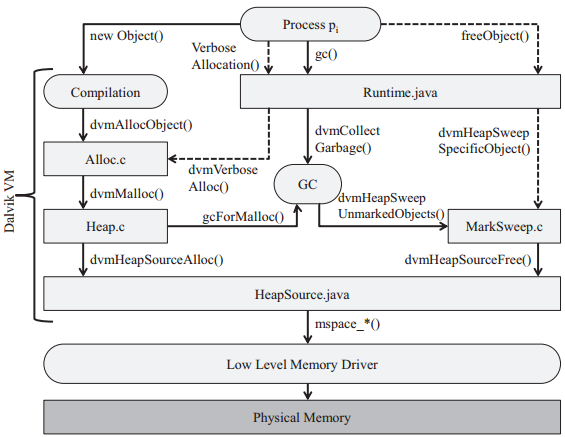 Process pi
new Object()
Verbose
Allocation()
gc()
freeObject()
Compilation
Runtime.java
dvmAllocObject()
dvmCollect
Garbage()
dvmHeapSweep
SpecificObject()
Alloc.c
dvmVerbose
Alloc()
GC
dvmMalloc()
dvmHeapSweep
UnmarkedObjects()
Heap.c
gcForMalloc()
MarkSweep.c
dvmHeapSourceAlloc()
dvmHeapSourceFree()
Dalvik VM
HeapSource.java
mspace_*()
Low Level Memory Driver
Physical Memory